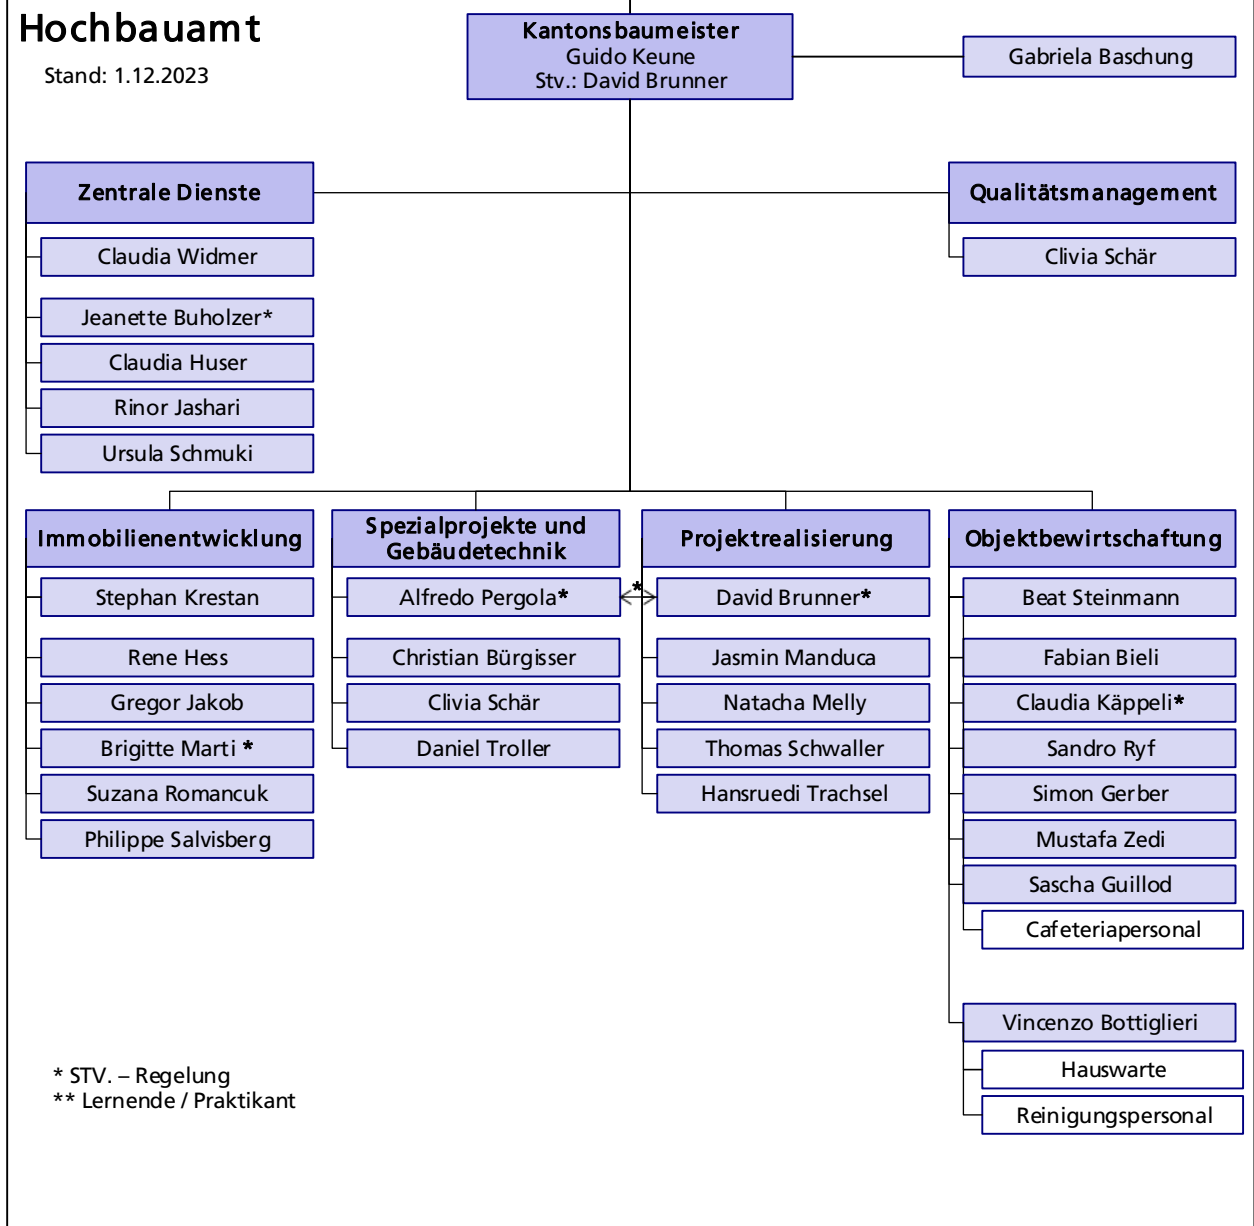 Hochbauamt
Stand: 1.12.2023
Kantonsbaumeister
Guido Keune
Stv.: David Brunner
Gabriela Baschung
Zentrale Dienste
Claudia Widmer
Jeanette Buholzer*
Claudia Huser
Rinor Jashari
Ursula Schmuki
Qualitätsmanagement
Clivia Schär
Immobilienentwicklung
Stephan Krestan
Rene Hess
Gregor Jakob
Brigitte Marti *
Suzana Romancuk
Philippe Salvisberg
Spezialprojekte und
Gebäudetechnik
Alfredo Pergola*
Christian Bürgisser
Clivia Schär
Daniel Troller
*
Projektrealisierung
David Brunner*
Jasmin Manduca
Natacha Melly
Thomas Schwaller
Hansruedi Trachsel
Objektbewirtschaftung
Beat Steinmann
Fabian Bieli
Claudia Käppeli*
Sandro Ryf
Simon Gerber
Mustafa Zedi
Sascha Guillod
Cafeteriapersonal
Vincenzo Bottiglieri
Hauswarte
Reinigungspersonal
* STV. – Regelung
** Lernende / Praktikant